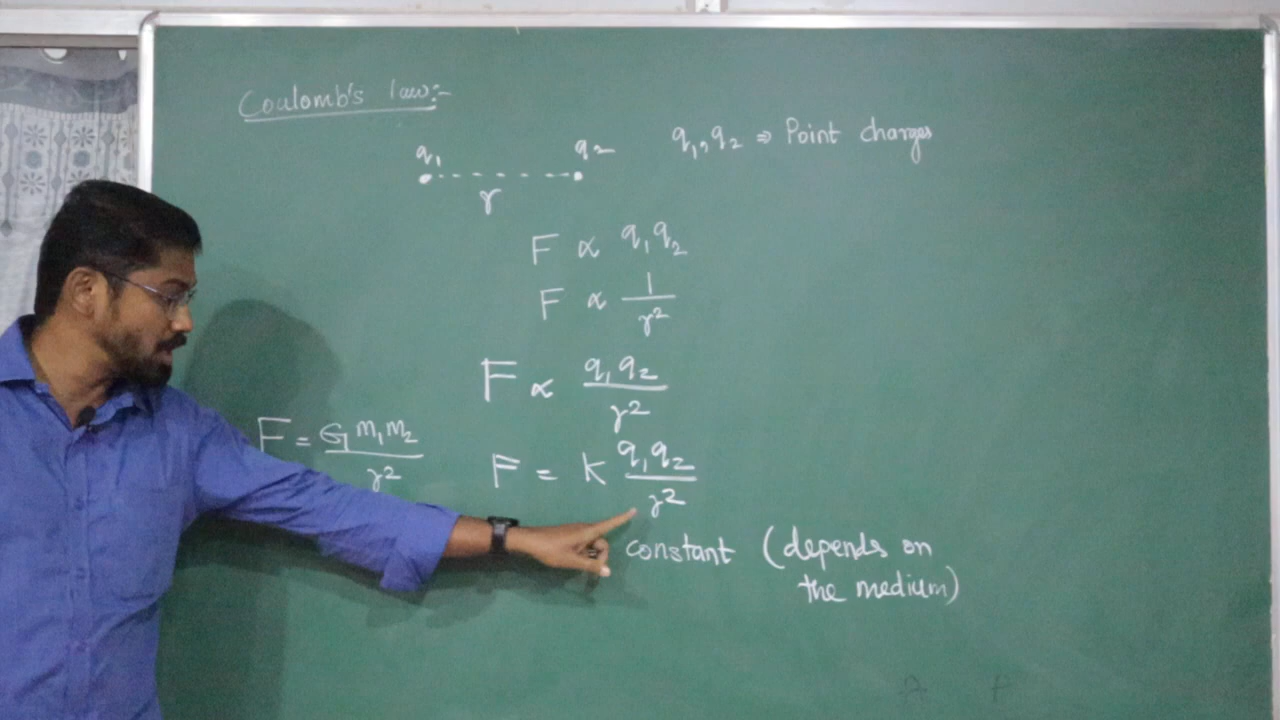 Coulomb's law:-
q₁ q₂ q₁, q₂ ⇒ Point charges
r
F ∝ q₁q₂
F ∝ 1/r²
F ∝ q₁q₂/r²
F = G m₁m₂/r²
F = K q₁q₂/r²
constant (depends on
the medium)